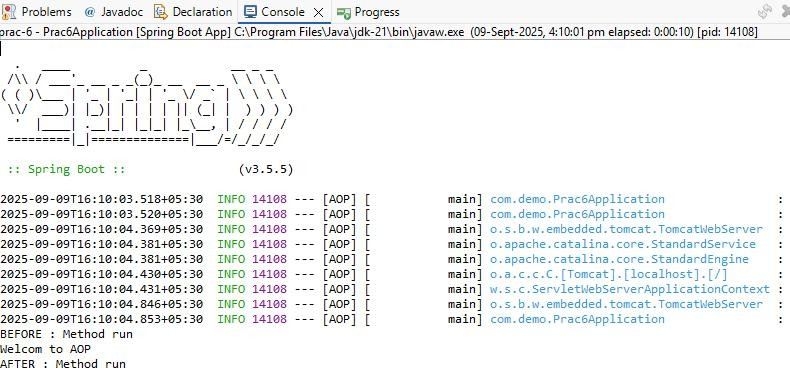 Problems @ Javadoc Declaration Console Progress
prac-6 - Prac6Application [Spring Boot App] C:\Program Files\Java\jdk-21\bin\javaw.exe (09-Sept-2025, 4:10:01 pm elapsed: 0:00:10) [pid: 14108]
  .   ____          _            __ _ _
 /\\ / ___'_ __ _ _(_)_ __  __ _ \ \ \ \
( ( )\___ | '_ | '_| | '_ \/ _` | \ \ \ \
 \\/  ___)| |_)| | | | | || (_| |  ) ) ) )
  '  |____| .__|_| |_|_| |_\__, | / / / /
 =========|_|==============|___/=/_/_/_/
 :: Spring Boot :: (v3.5.5)
2025-09-09T16:10:03.518+05:30 INFO 14108 --- [AOP] [ main] com.demo.Prac6Application :
2025-09-09T16:10:03.520+05:30 INFO 14108 --- [AOP] [ main] com.demo.Prac6Application :
2025-09-09T16:10:04.369+05:30 INFO 14108 --- [AOP] [ main] o.s.b.w.embedded.tomcat.TomcatWebServer :
2025-09-09T16:10:04.381+05:30 INFO 14108 --- [AOP] [ main] o.apache.catalina.core.StandardService :
2025-09-09T16:10:04.381+05:30 INFO 14108 --- [AOP] [ main] o.apache.catalina.core.StandardEngine :
2025-09-09T16:10:04.430+05:30 INFO 14108 --- [AOP] [ main] o.a.c.c.C.[Tomcat].[localhost].[/] :
2025-09-09T16:10:04.431+05:30 INFO 14108 --- [AOP] [ main] w.s.c.ServletWebServerApplicationContext :
2025-09-09T16:10:04.846+05:30 INFO 14108 --- [AOP] [ main] o.s.b.w.embedded.tomcat.TomcatWebServer :
2025-09-09T16:10:04.853+05:30 INFO 14108 --- [AOP] [ main] com.demo.Prac6Application :
BEFORE : Method run
Welcom to AOP
AFTER : Method run